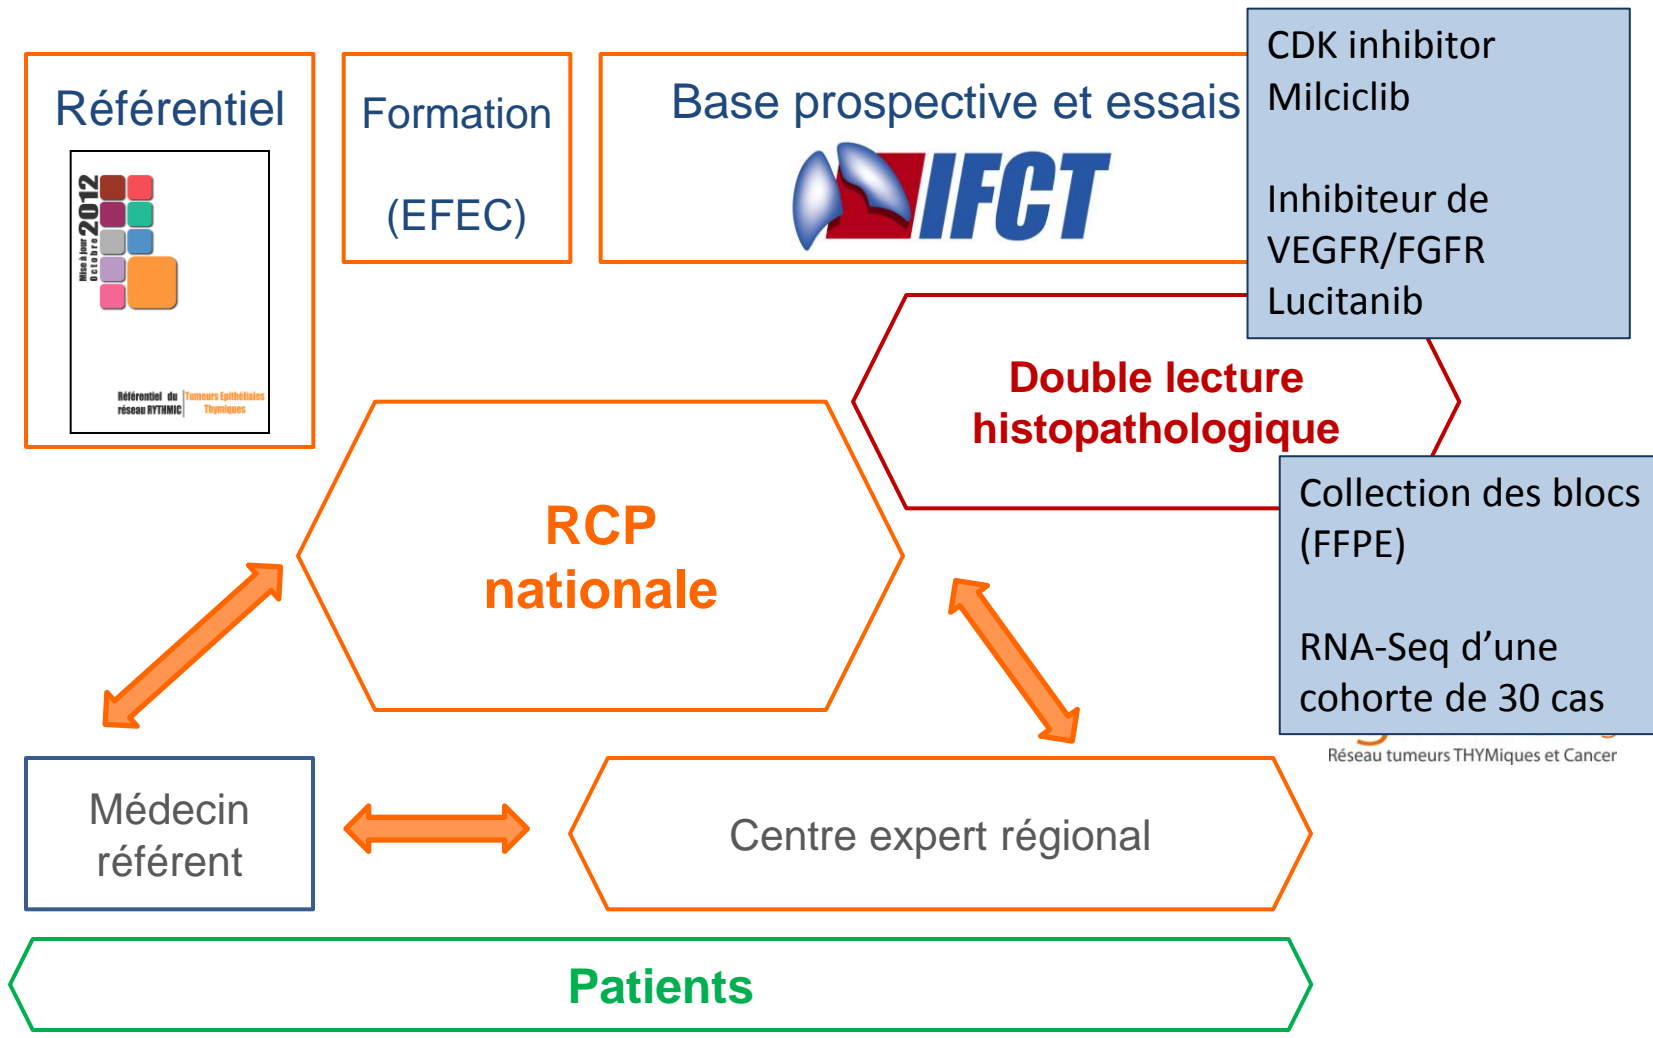 Référentiel
Mise à jour
Octobre
2012
Référentiel du
réseau RYTHMIC
Tumeurs Epithéliales
Thymiques
Formation
(EFEC)
Base prospective et essais
IFCT
CDK inhibitor
Milciclib
Inhibiteur de
VEGFR/FGFR
Lucitanib
Double lecture
histopathologique
Collection des blocs
(FFPE)
RNA-Seq d’une
cohorte de 30 cas
RCP
nationale
Réseau tumeurs THYMiques et Cancer
Médecin
référent
Centre expert régional
Patients